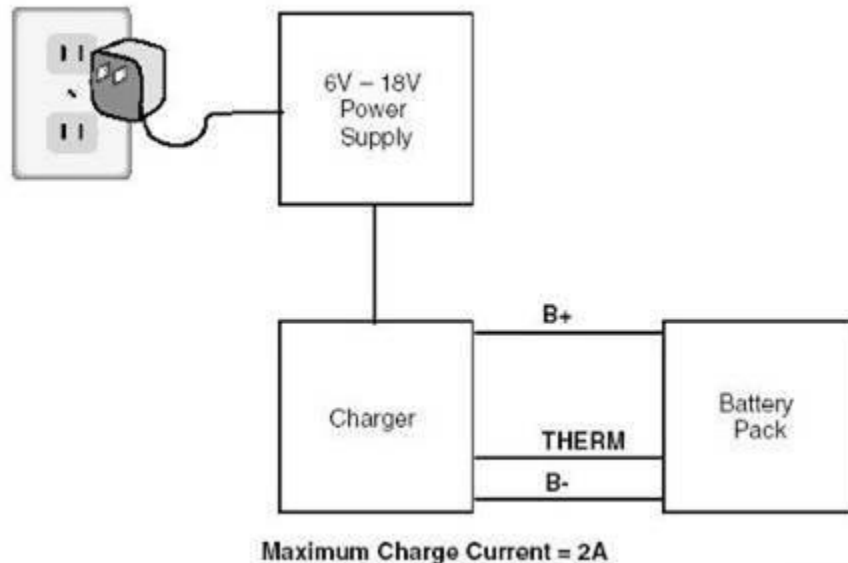 6V – 18V
Power
Supply
B+
Charger
Battery
Pack
THERM
B-
Maximum Charge Current = 2A